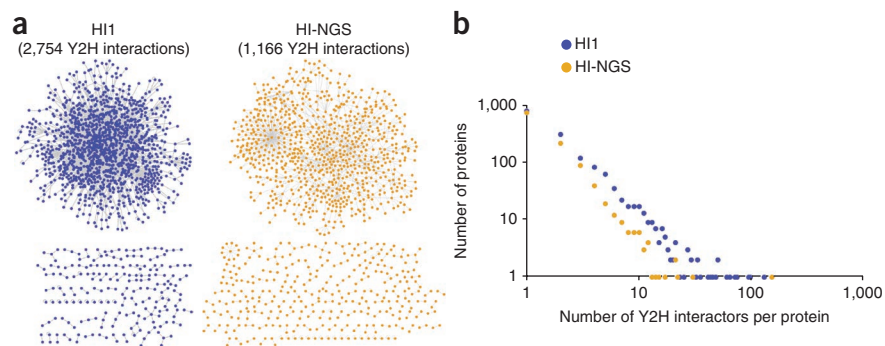 a
HI1
(2,754 Y2H interactions)
HI-NGS
(1,166 Y2H interactions)
b
HI1
HI-NGS
Number of proteins
1,000
100
10
1
1
10
100
1,000
Number of Y2H interactors per protein